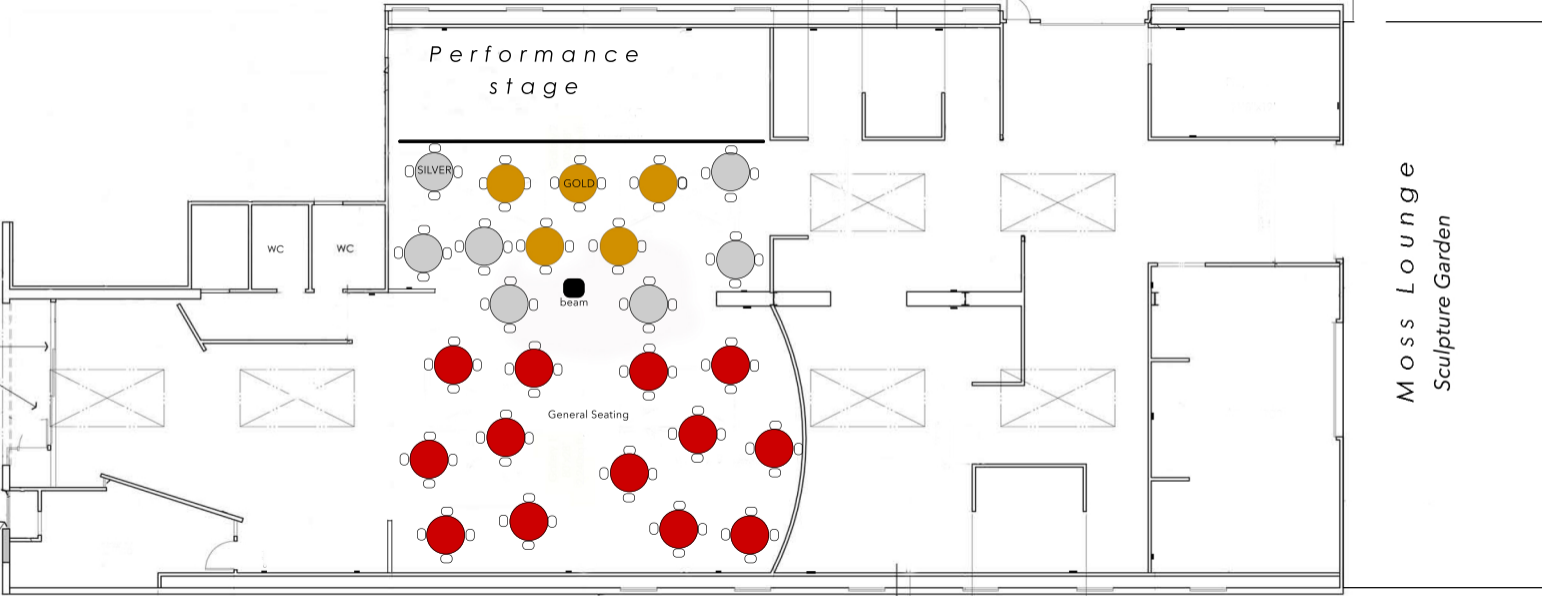 Performance
stage
SILVER
GOLD
WC
WC
beam
General Seating
Moss Lounge
Sculpture Garden